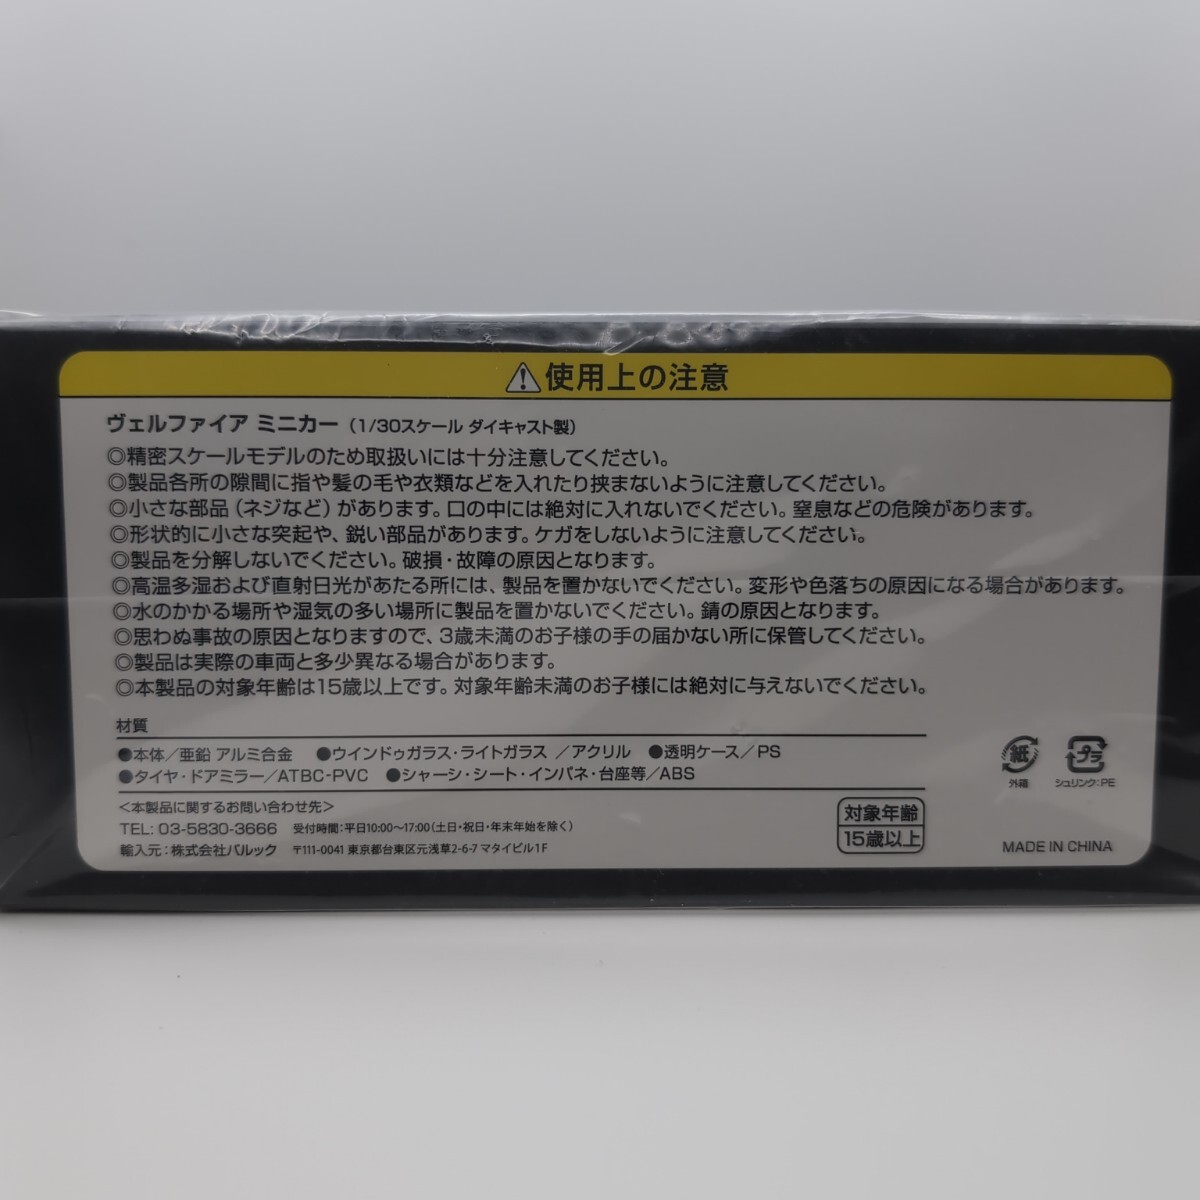 ⚠使用上の注意
ヴェルファイア ミニカー（1/30スケール ダイキャスト製）
◎精密スケールモデルのため取扱いには十分注意してください。
◎製品各所の隙間に指や髪の毛や衣類などを入れたり挟まないように注意してください。
◎小さな部品（ネジなど）があります。口の中には絶対に入れないでください。窒息などの危険があります。
◎形状的に小さな突起や、鋭い部品があります。ケガをしないように注意してください。
◎製品を分解しないでください。破損・故障の原因となります。
◎高温多湿および直射日光があたる所には、製品を置かないでください。変形や色落ちの原因になる場合があります。
◎水のかかる場所や湿気の多い場所に製品を置かないでください。錆の原因となります。
◎思わぬ事故の原因となりますので、3歳未満のお子様の手の届かない所に保管してください。
◎製品は実際の車両と多少異なる場合があります。
◎本製品の対象年齢は15歳以上です。対象年齢未満のお子様には絶対に与えないでください。
材質
●本体／亜鉛 アルミ合金 ●ウインドゥガラス・ライトガラス ／アクリル ●透明ケース／PS
●タイヤ・ドアミラー／ATBC-PVC ●シャーシ・シート・インパネ・台座等／ABS
＜本製品に関するお問い合わせ先＞
TEL: 03-5830-3666 受付時間：平日10:00〜17:00（土日・祝日・年末年始を除く）
輸入元：株式会社バルック 〒111-0041 東京都台東区元浅草2-6-7 マタイビル1F
対象年齢
15歳以上
紙
外箱
プラ
シュリンク：PE
MADE IN CHINA